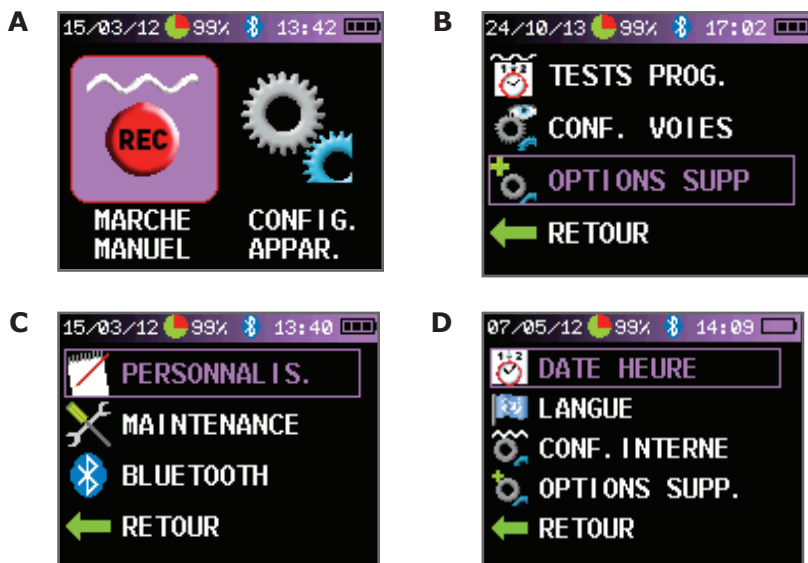 A
15/03/12 99% 13:42
REC
MARCHE MANUEL
CONFIG. APPAR.
B
24/10/13 99% 17:02
TESTS PROG.
CONF. VOIES
OPTIONS SUPP
RETOUR
C
15/03/12 99% 13:40
PERSONNALIS.
MAINTENANCE
BLUETOOTH
RETOUR
D
07/05/12 99% 14:09
DATE HEURE
LANGUE
CONF.INTERNE
OPTIONS SUPP.
RETOUR